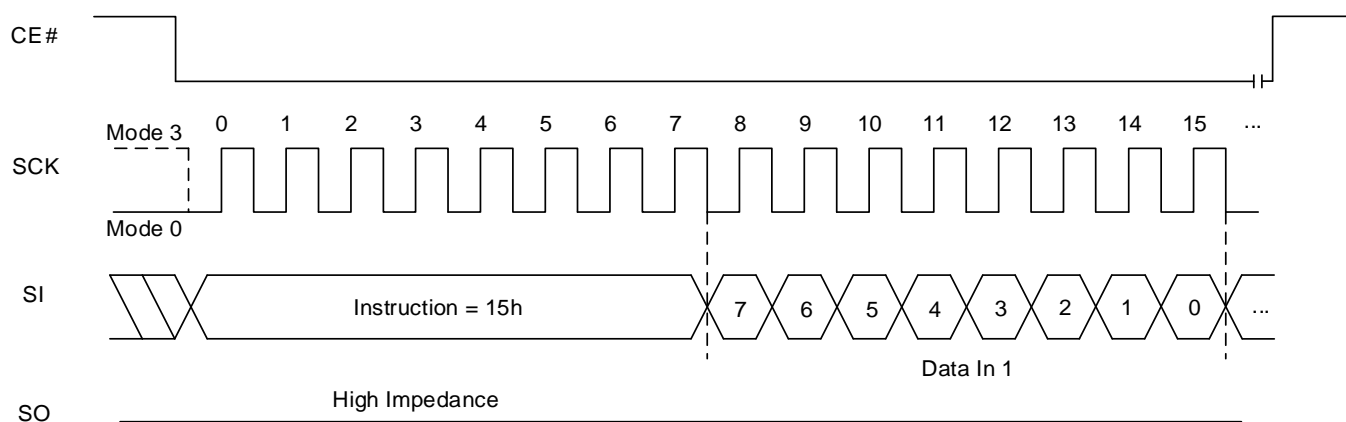 CE#
Mode 3 0 1 2 3 4 5 6 7 8 9 10 11 12 13 14 15 ...
SCK
Mode 0
SI Instruction = 15h 7 6 5 4 3 2 1 0 ...
Data In 1
High Impedance
SO